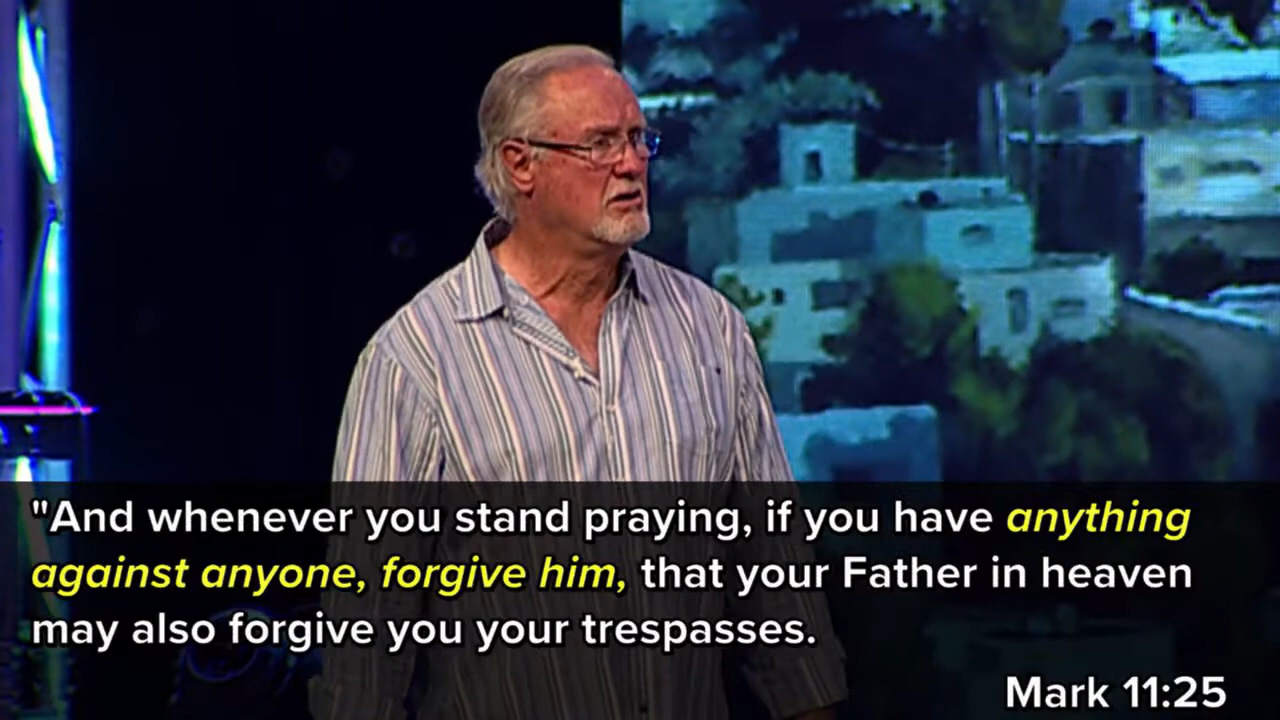 "And whenever you stand praying, if you have anything
against anyone, forgive him, that your Father in heaven
may also forgive you your trespasses.
Mark 11:25